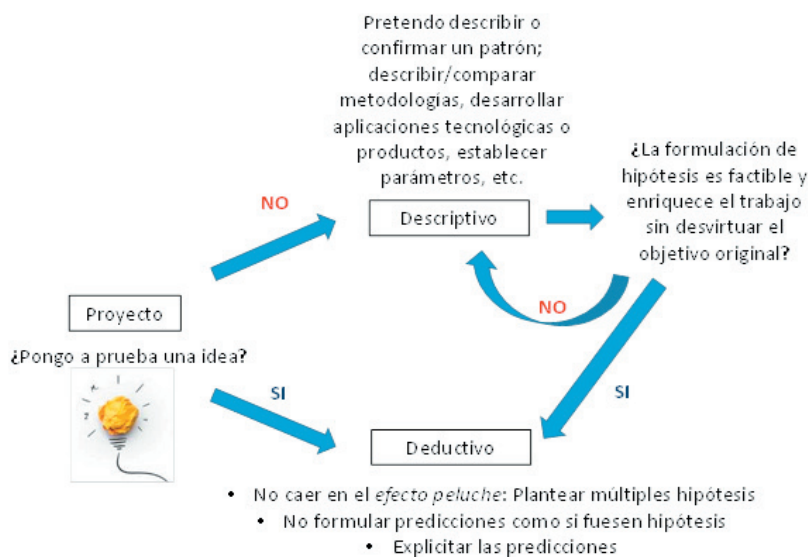 Pretendo describir o
confirmar un patrón;
describir/comparar
metodologías, desarrollar
aplicaciones tecnológicas o
productos, establecer
parámetros, etc.
¿La formulación de
hipótesis es factible y
enriquece el trabajo
sin desvirtuar el
objetivo original?
NO
Descriptivo
NO
Proyecto
¿Pongo a prueba una idea?
SI
SI
Deductivo
• No caer en el efecto peluche: Plantear múltiples hipótesis
• No formular predicciones como si fuesen hipótesis
• Explicitar las predicciones